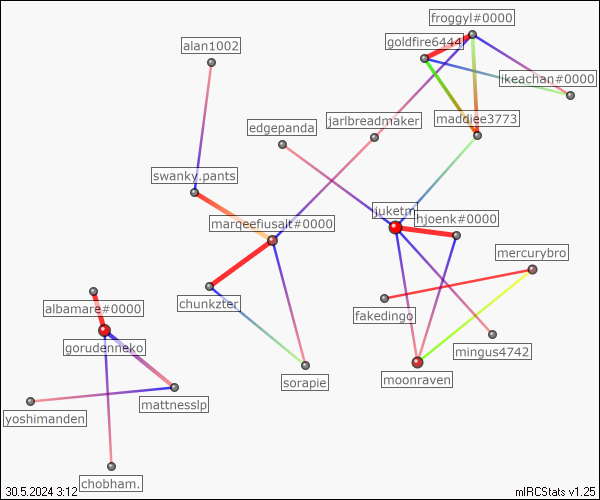 froggyl#0000
goldfire6444
alan1002
ikeachan#0000
maddiee3773
jarlbreadmaker
edgepanda
swanky.pants
juketm
hjoenk#0000
marqeefiusalt#0000
mercurybro
chunkzter
albamare#0000
fakedingo
gorudenneko
mingus4742
moonraven
sorapie
mattnesslp
yoshimanden
chobham.
30.5.2024 3:12
mIRCStats v1.25